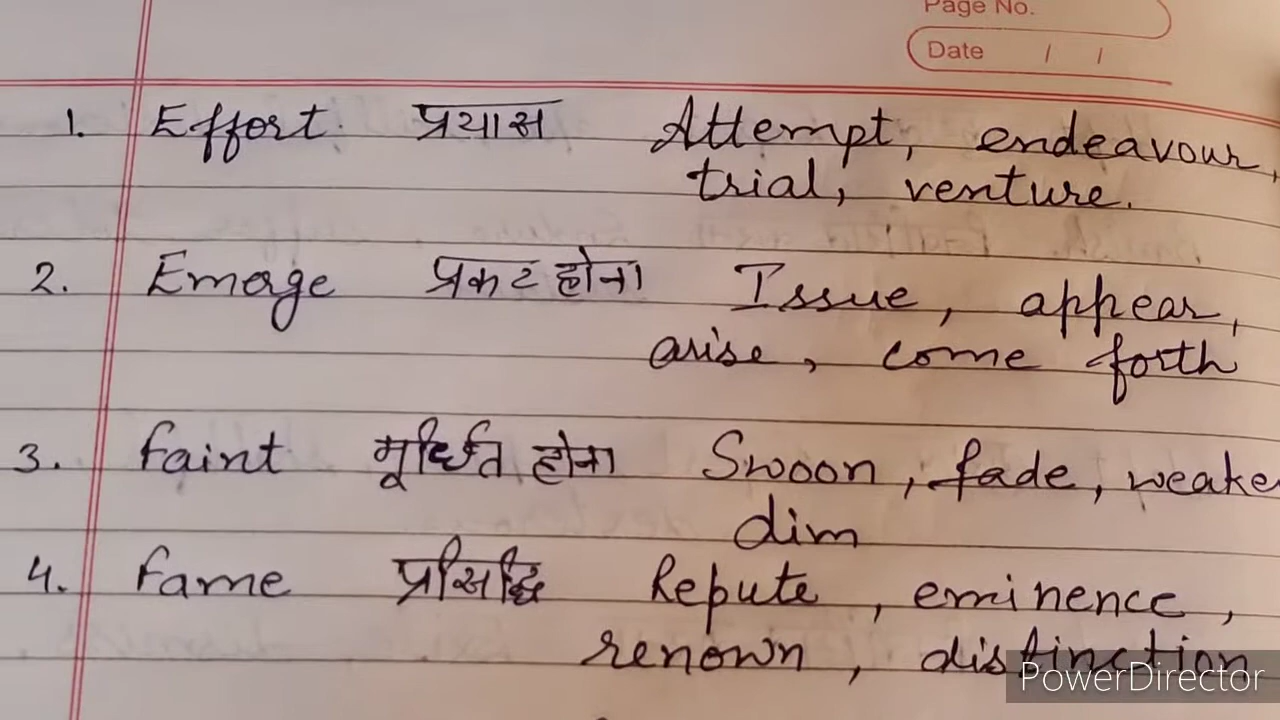 Page No.
Date / /
1. Effort प्रयास Attempt, endeavour,
trial, venture.
2. Emerge प्रकट होना Issue, appear,
arise, come forth
3. Faint मूर्छित होना Swoon, fade, weake
dim
4. Fame प्रसिद्धि Repute, eminence,
renown, distinction
PowerDirector